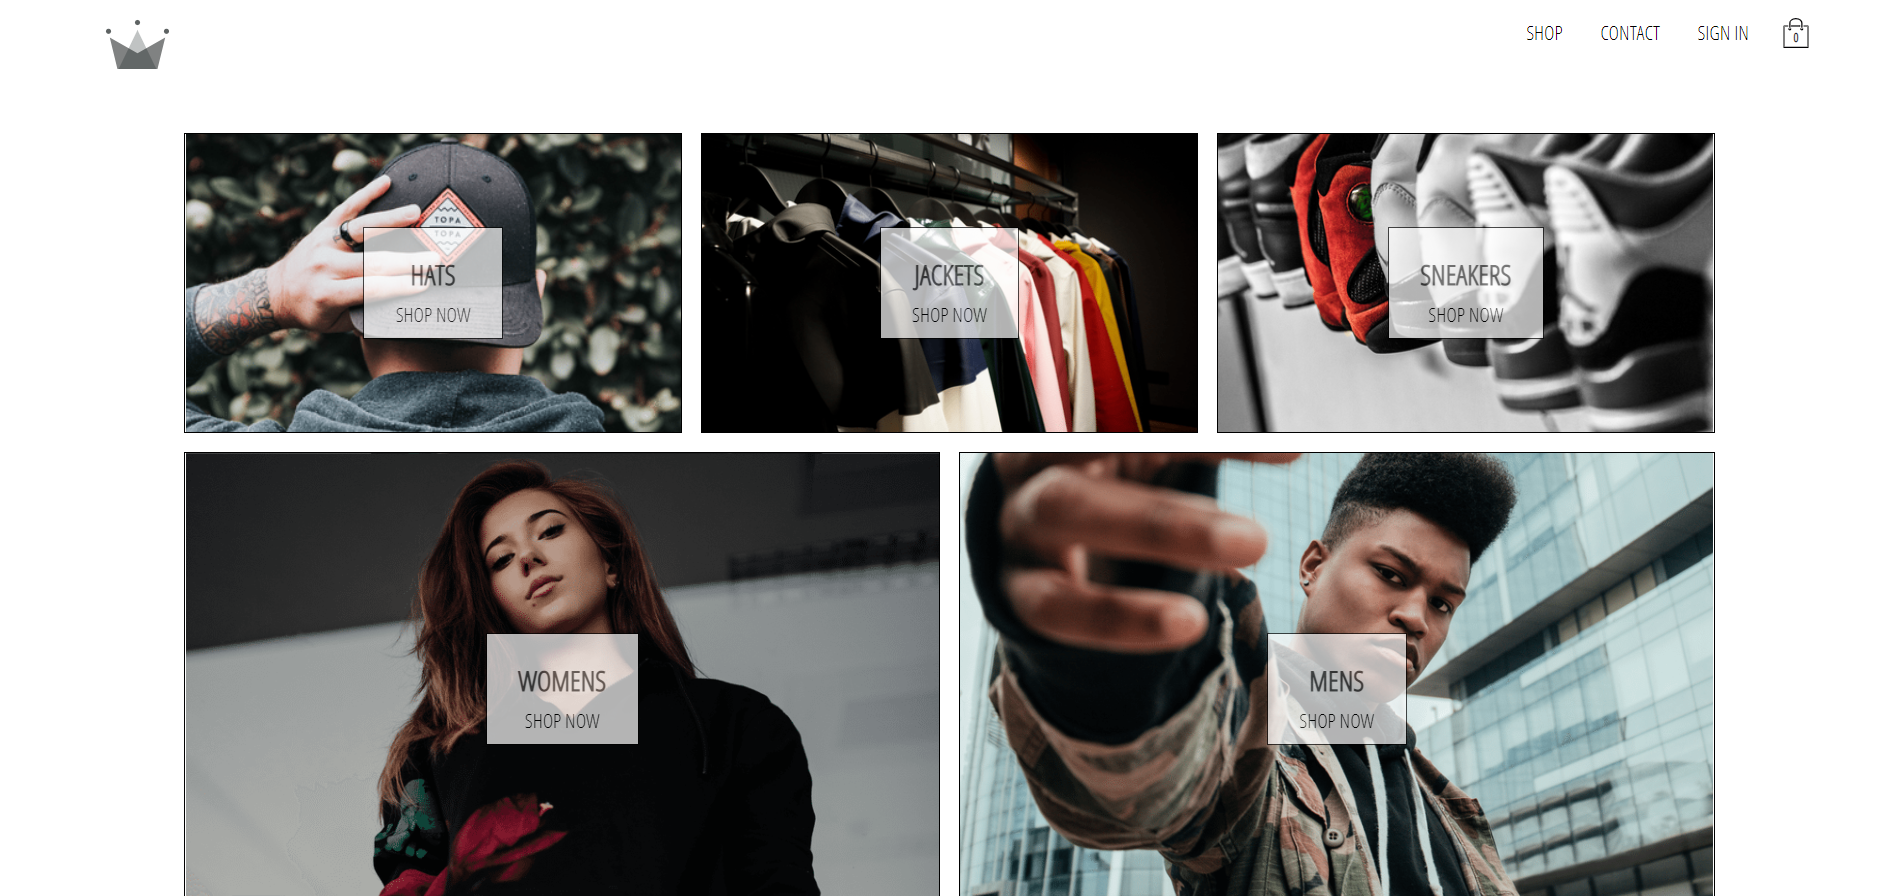 SHOP CONTACT SIGN IN 0
TOPA
TOPA
HATS
SHOP NOW
JACKETS
SHOP NOW
SNEAKERS
SHOP NOW
WOMENS
SHOP NOW
MENS
SHOP NOW